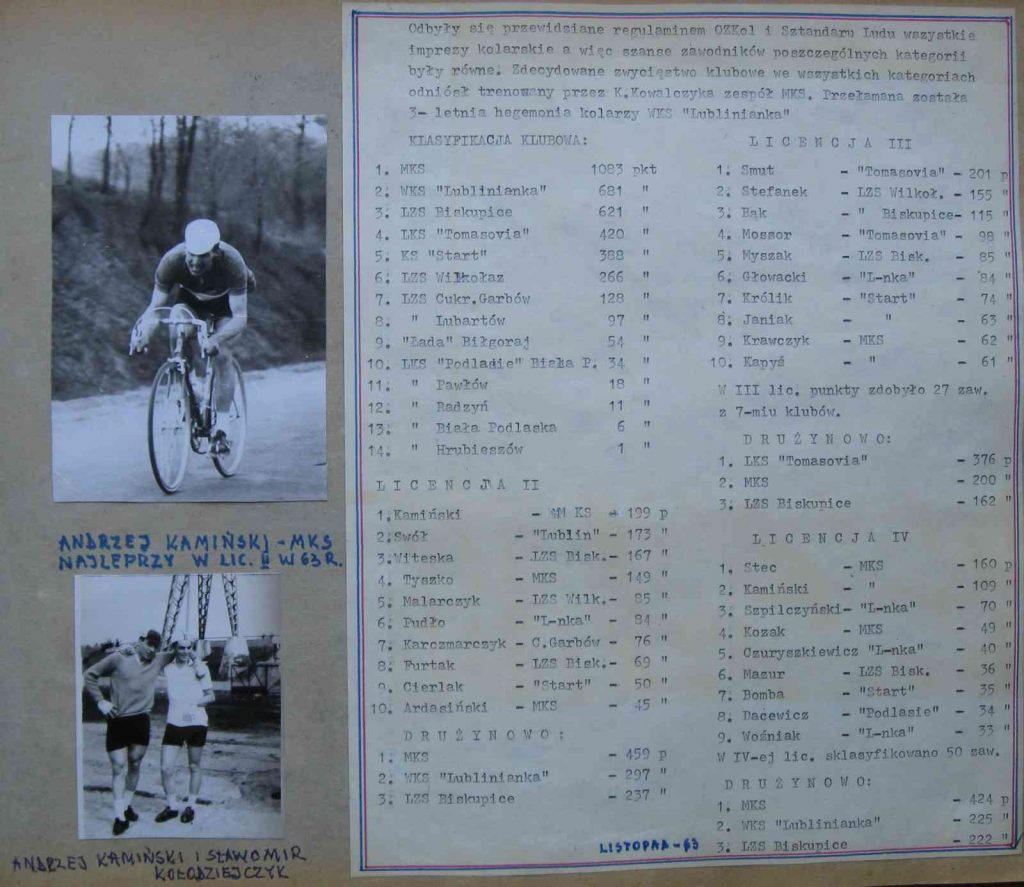 Odbyły się przewidziane regulaminem OZKol i Sztandaru Ludu wszystkie
imprezy kolarskie a więc szanse zawodników poszczególnych kategorii
były równe. Zdecydowane zwycięstwo klubowe we wszystkich kategoriach
odniósł trenowany przez K.Kowalczyka zespół MKS. Przełamana została
3- letnia hegemonia kolarzy WKS "Lublinianka"
KLASYFIKACJA KLUBOWA:
1. MKS 1083 pkt
2. WKS "Lublinianka" 681 "
3. LZS Biskupice 621 "
4. LKS "Tomasovia" 420 "
5. KS "Start" 388 "
6. LZS Wilkołaz 266 "
7. LZS Cukr.Garbów 128 "
8. " Lubartów 97 "
9. "Łada" Biłgoraj 54 "
10. LKS "Podlasie" Biała P. 34 "
11. " Pawłów 18 "
12. " Radzyń 11 "
13. " Biała Podlaska 6 "
14. " Hrubieszów 1 "
LICENCJA II
1.Kamiński - MKS - 199 p
2.Swół - "Lublin" - 173 "
3.Witeska - LZS Bisk.- 167 "
4. Tyszko - MKS - 149 "
5. Malarczyk - LZS Wilk.- 85 "
6. Pudło - "L-nka" - 84 "
7. Karczmarczyk - C.Garbów - 76 "
8. Furtak - LZS Bisk.- 69 "
9. Cierlak - "Start" - 50 "
10. Ardasiński - MKS - 45 "
DRUŻYNOWO:
1. MKS - 459 p
2. WKS "Lublinianka" - 297 "
3. LZS Biskupice - 237 "
LICENCJA III
1. Smut - "Tomasovia" - 201 p
2. Stefanek - LZS Wilkoł. - 155 "
3. Bąk - " Biskupice- 115 "
4. Mossor - "Tomasovia" - 98 "
5. Myszak - LZS Bisk. - 85 "
6. Głowacki - "L-nka" - 84 "
7. Królik - "Start" - 74 "
8. Janiak - " - 63 "
9. Krawczyk - MKS - 62 "
10. Kapyś - " - 61 "
W III lic. punkty zdobyło 27 zaw.
z 7-miu klubów.
DRUŻYNOWO:
1. LKS "Tomasovia" - 376 p
2. MKS - 200 "
3. LZS Biskupice - 162 "
LICENCJA IV
1. Stec - MKS - 160 p
2. Kamiński - " - 109 "
3. Szpilczyński- "L-nka" - 70 "
4. Kozak - MKS - 49 "
5. Czuryszkiewicz "L-nka" - 40 "
6. Mazur - LZS Bisk. - 36 "
7. Bomba - "Start" - 35 "
8. Dacewicz - "Podlasie" - 34 "
9. Woźniak - "L-nka" - 33 "
W IV-ej lic. sklasyfikowano 50 zaw.
DRUŻYNOWO:
1. MKS - 424 p
2. WKS "Lublinianka" - 225 "
3. LZS Biskupice - 222 "
LISTOPAD-63
ANDRZEJ KAMIŃSKI - MKS
NAJLEPRZY W LIC. II W 63 R.
ANDRZEJ KAMIŃSKI I SŁAWOMIR
KOŁODZIEJCZYK